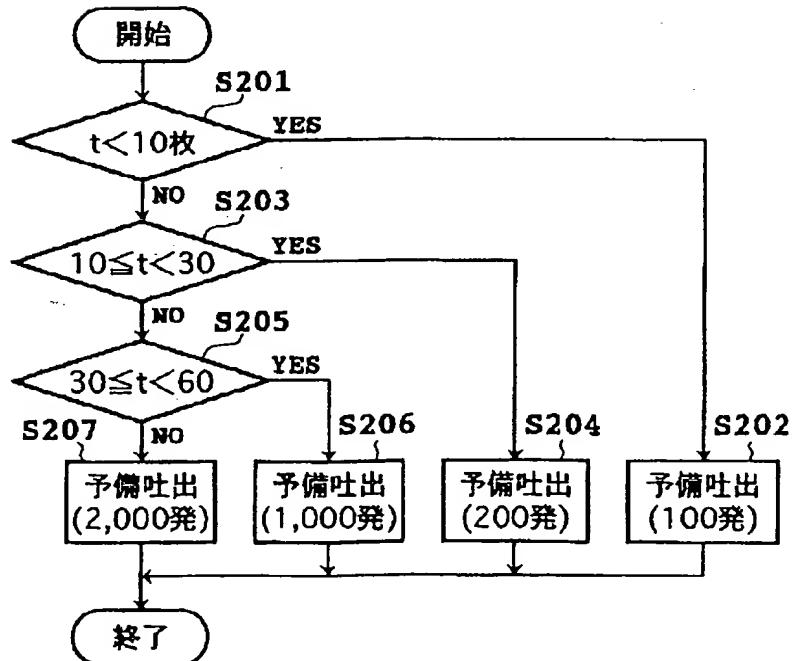 開始
S201
t<10枚
YES
NO
S203
10≦t<30
YES
NO
S205
30≦t<60
YES
NO
S207
S206
S204
S202
予備吐出
(2,000発)
予備吐出
(1,000発)
予備吐出
(200発)
予備吐出
(100発)
終了